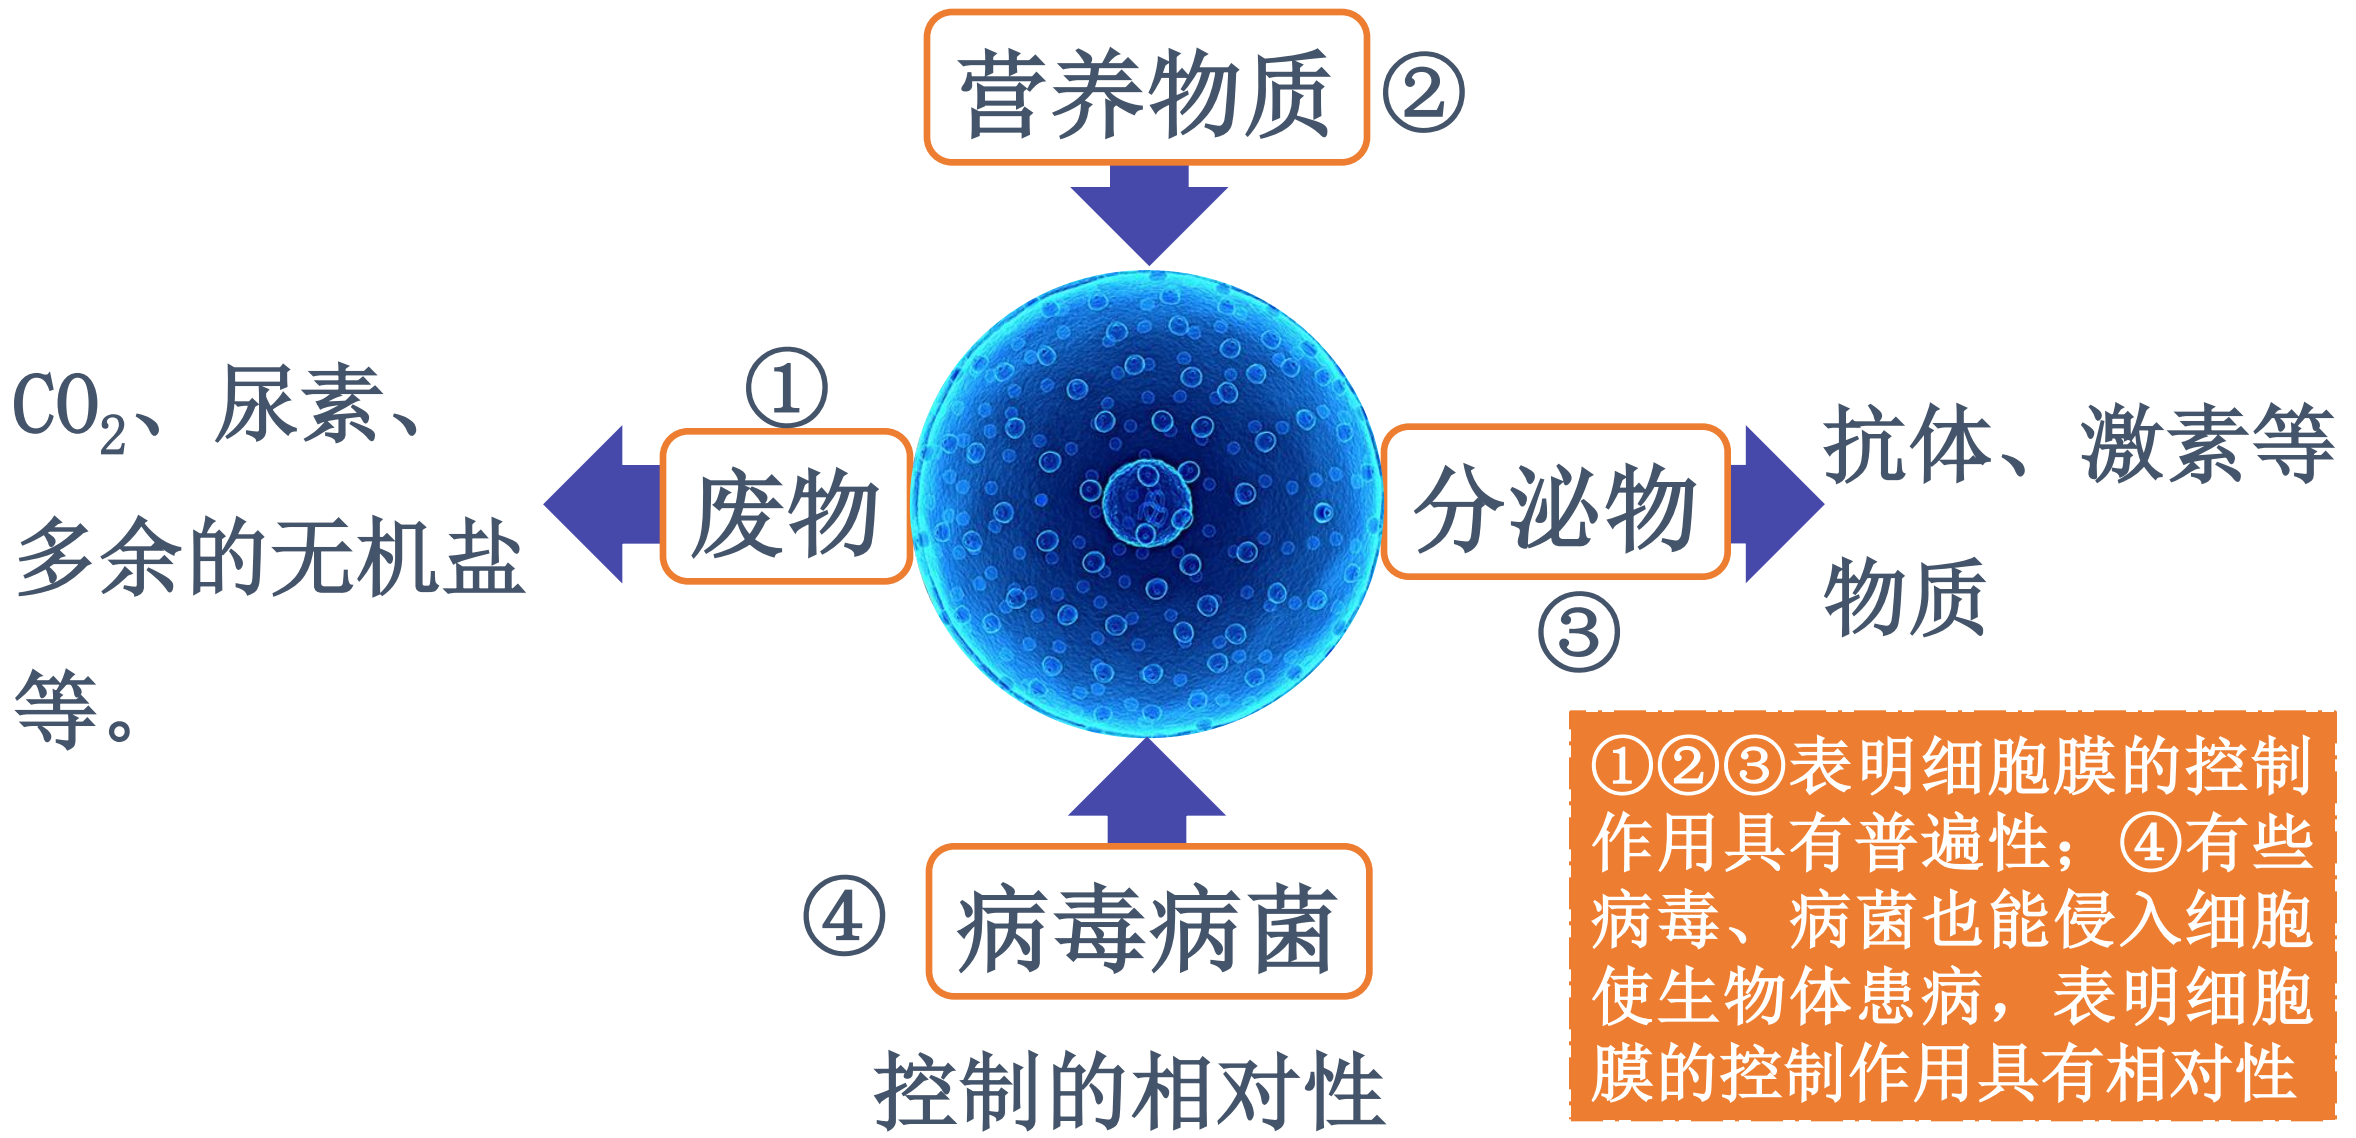 营养物质 ②
①
CO₂、尿素、
多余的无机盐
等。
废物
分泌物
③
抗体、激素等
物质
④ 病毒病菌
控制的相对性
①②③表明细胞膜的控制
作用具有普遍性；④有些
病毒、病菌也能侵入细胞
使生物体患病，表明细胞
膜的控制作用具有相对性